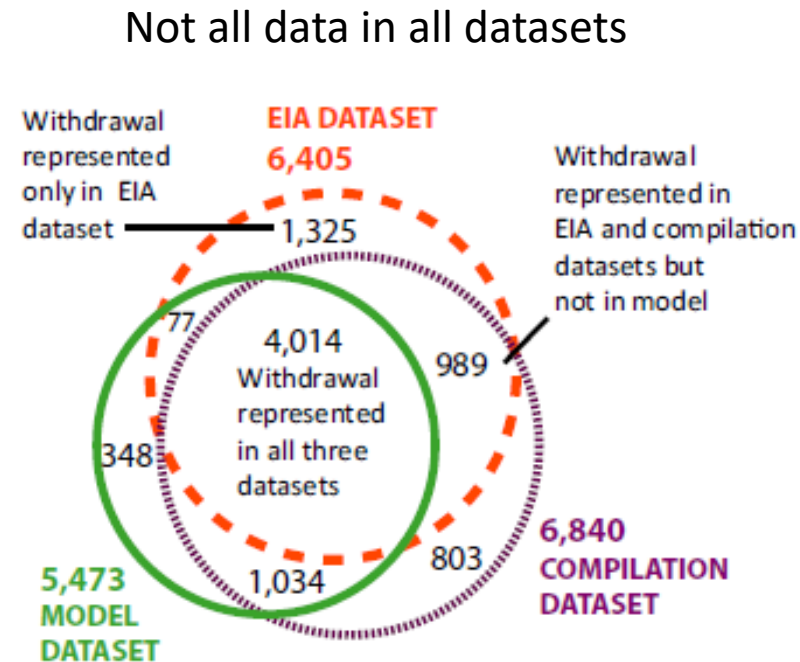 Not all data in all datasets
Withdrawal
represented
only in EIA
dataset
EIA DATASET
6,405
Withdrawal
represented in
EIA and compilation
datasets but
not in model
1,325
77
4,014
Withdrawal
represented
in all three
datasets
989
348
1,034
803
5,473
MODEL
DATASET
6,840
COMPILATION
DATASET